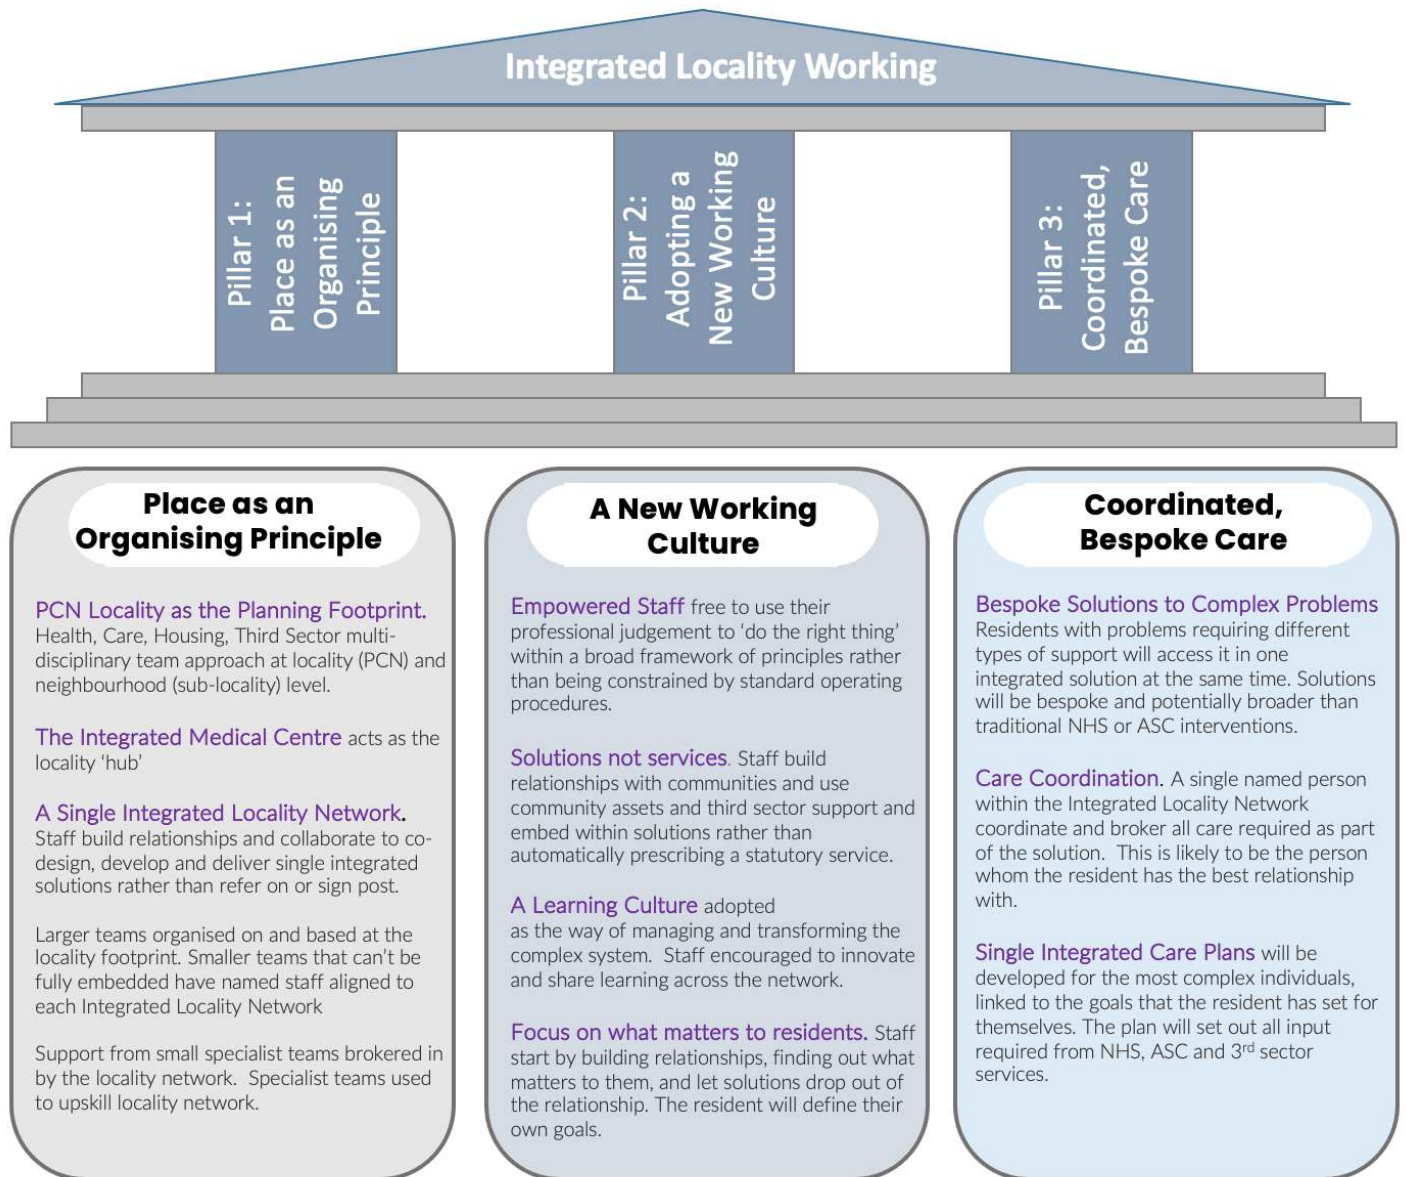 Integrated Locality Working
Pillar 1:
Place as an
Organising
Principle
Pillar 2:
Adopting a
New Working
Culture
Pillar 3:
Coordinated,
Bespoke Care
Place as an
Organising Principle
PCN Locality as the Planning Footprint.
Health, Care, Housing, Third Sector multi-
disciplinary team approach at locality (PCN) and
neighbourhood (sub-locality) level.
The Integrated Medical Centre acts as the
locality ‘hub’
A Single Integrated Locality Network.
Staff build relationships and collaborate to co-
design, develop and deliver single integrated
solutions rather than refer on or sign post.
Larger teams organised on and based at the
locality footprint. Smaller teams that can’t be
fully embedded have named staff aligned to
each Integrated Locality Network
Support from small specialist teams brokered in
by the locality network. Specialist teams used
to upskill locality network.
A New Working
Culture
Empowered Staff free to use their
professional judgement to ‘do the right thing’
within a broad framework of principles rather
than being constrained by standard operating
procedures.
Solutions not services. Staff build
relationships with communities and use
community assets and third sector support and
embed within solutions rather than
automatically prescribing a statutory service.
A Learning Culture adopted
as the way of managing and transforming the
complex system. Staff encouraged to innovate
and share learning across the network.
Focus on what matters to residents. Staff
start by building relationships, finding out what
matters to them, and let solutions drop out of
the relationship. The resident will define their
own goals.
Coordinated,
Bespoke Care
Bespoke Solutions to Complex Problems
Residents with problems requiring different
types of support will access it in one
integrated solution at the same time. Solutions
will be bespoke and potentially broader than
traditional NHS or ASC interventions.
Care Coordination. A single named person
within the Integrated Locality Network
coordinate and broker all care required as part
of the solution. This is likely to be the person
whom the resident has the best relationship
with.
Single Integrated Care Plans will be
developed for the most complex individuals,
linked to the goals that the resident has set for
themselves. The plan will set out all input
required from NHS, ASC and 3rd sector
services.